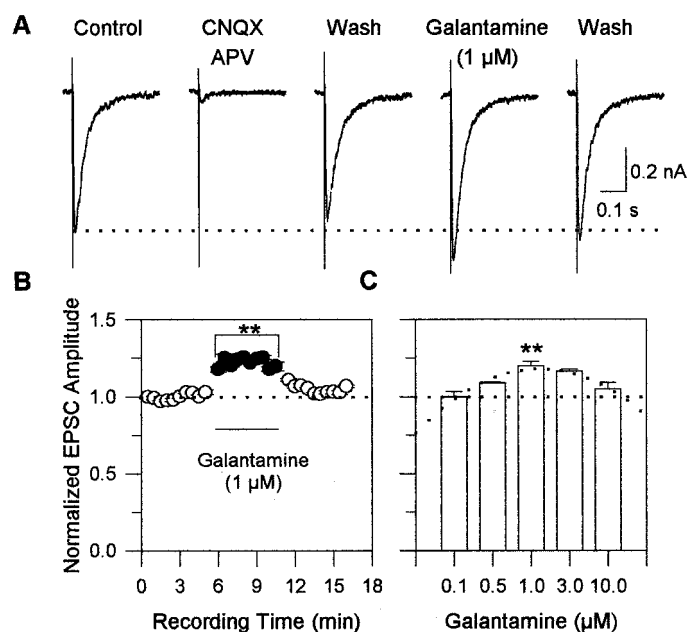 A
Control CNQX Wash Galantamine Wash
APV (1 µM)
0.2 nA
0.1 s
B
C
Normalized EPSC Amplitude
1.5
1.0
0.5
0.0
**
Galantamine
(1 µM)
0 3 6 9 12 15 18
Recording Time (min)
**
0.1 0.5 1.0 3.0 10.0
Galantamine (µM)